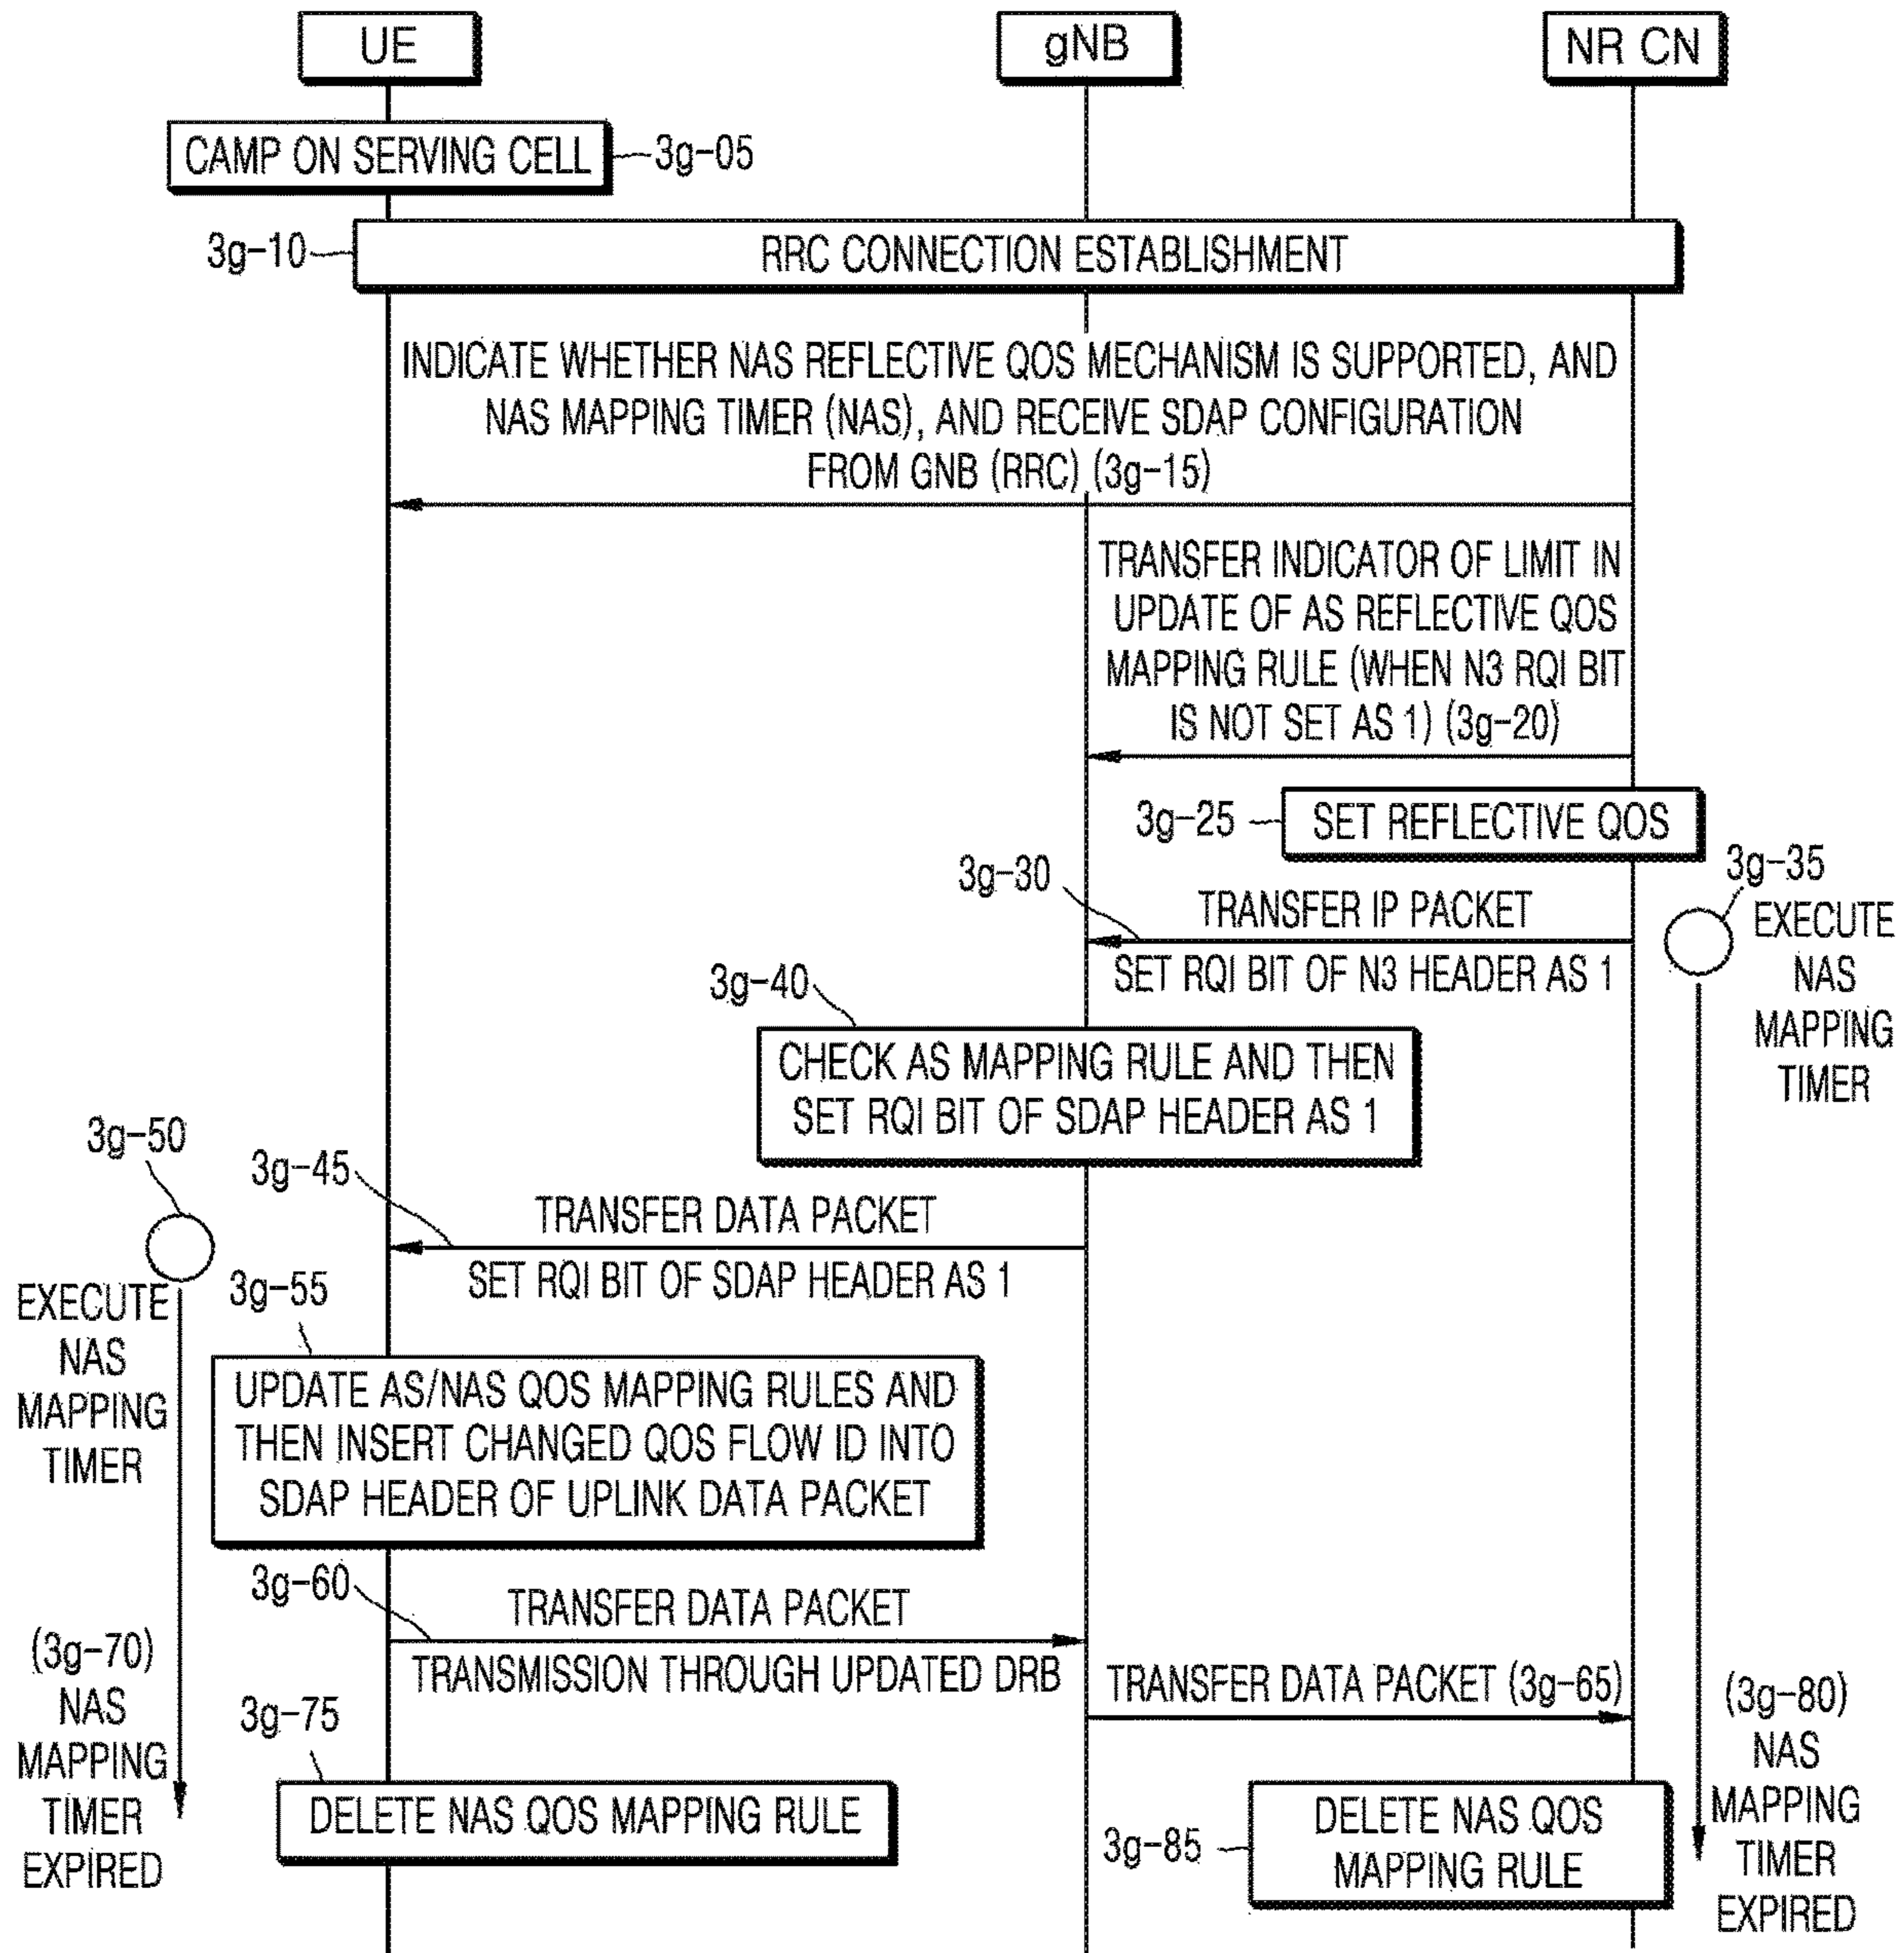 UE
gNB
NR CN
CAMP ON SERVING CELL
3g-05
3g-10
RRC CONNECTION ESTABLISHMENT
INDICATE WHETHER NAS REFLECTIVE QOS MECHANISM IS SUPPORTED, AND
NAS MAPPING TIMER (NAS), AND RECEIVE SDAP CONFIGURATION
FROM GNB (RRC) (3g-15)
TRANSFER INDICATOR OF LIMIT IN
UPDATE OF AS REFLECTIVE QOS
MAPPING RULE (WHEN N3 RQI BIT
IS NOT SET AS 1) (3g-20)
3g-25
SET REFLECTIVE QOS
3g-30
TRANSFER IP PACKET
SET RQI BIT OF N3 HEADER AS 1
3g-35
EXECUTE
NAS
MAPPING
TIMER
3g-40
CHECK AS MAPPING RULE AND THEN
SET RQI BIT OF SDAP HEADER AS 1
3g-45
TRANSFER DATA PACKET
SET RQI BIT OF SDAP HEADER AS 1
3g-50
EXECUTE
NAS
MAPPING
TIMER
3g-55
UPDATE AS/NAS QOS MAPPING RULES AND
THEN INSERT CHANGED QOS FLOW ID INTO
SDAP HEADER OF UPLINK DATA PACKET
3g-60
TRANSFER DATA PACKET
TRANSMISSION THROUGH UPDATED DRB
TRANSFER DATA PACKET (3g-65)
(3g-70)
NAS
MAPPING
TIMER
EXPIRED
3g-75
DELETE NAS QOS MAPPING RULE
(3g-80)
NAS
MAPPING
TIMER
EXPIRED
3g-85
DELETE NAS QOS
MAPPING RULE